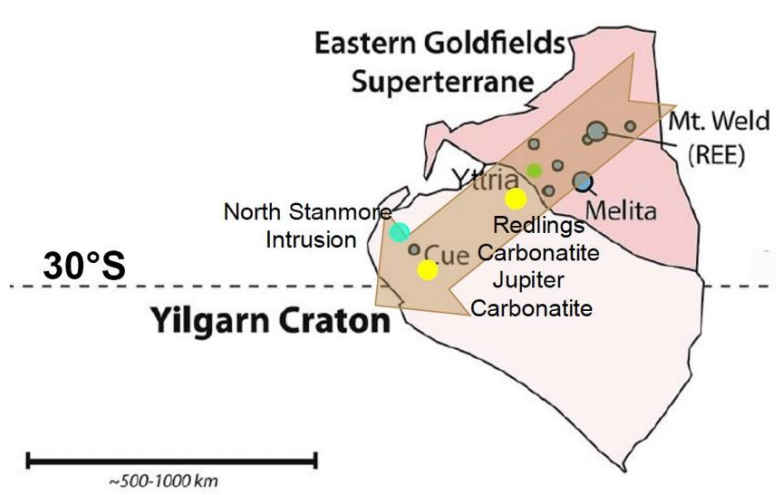 Eastern Goldfields
Superterrane
Mt. Weld
(REE)
Yttria
Melita
North Stanmore
Intrusion
Redlings
Carbonatite
Cue
Jupiter
Carbonatite
30°S
Yilgarn Craton
~500-1000 km